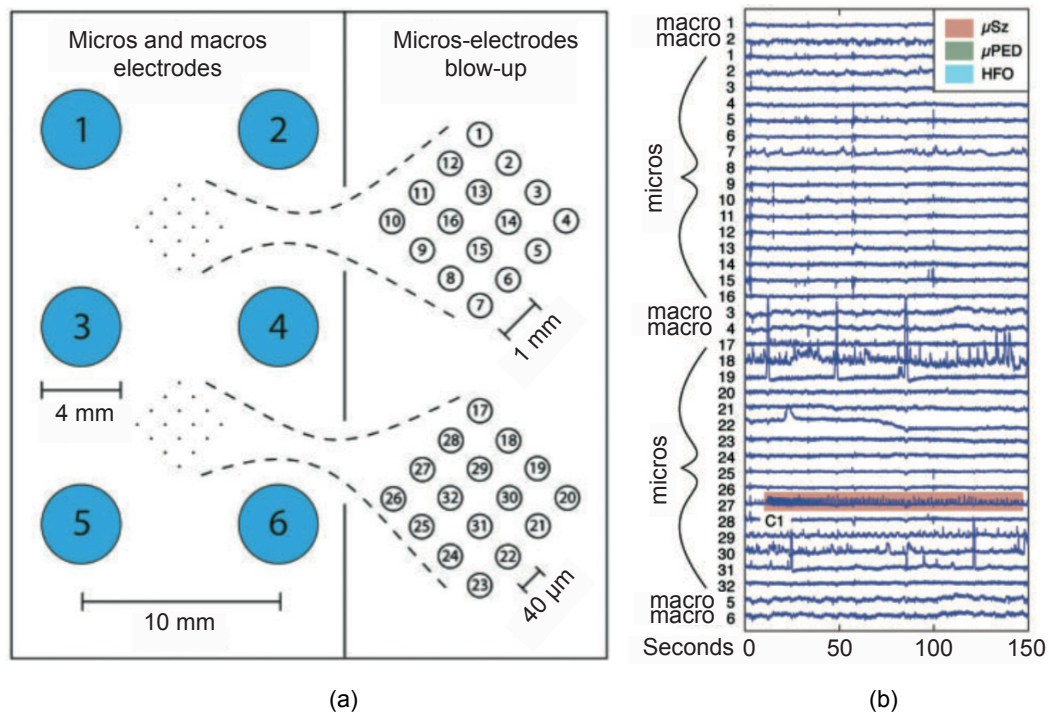 Micros and macros
electrodes
Micros-electrodes
blow-up
1
2
3
4
5
6
4 mm
10 mm
1
12 2
11 13 3
10 16 14 4
9 15 5
8 6
7
1 mm
17
28 18
27 29 19
26 32 30 20
25 31 21
24 22
23
40 µm
(a)
µSz
µPED
HFO
macro 1
macro 2
micros
1
2
3
4
5
6
7
8
9
10
11
12
13
14
15
16
macro 3
macro 4
micros
17
18
19
20
21
22
23
24
25
26
27
28 C1
29
30
31
32
macro 5
macro 6
Seconds 0 50 100 150
(b)